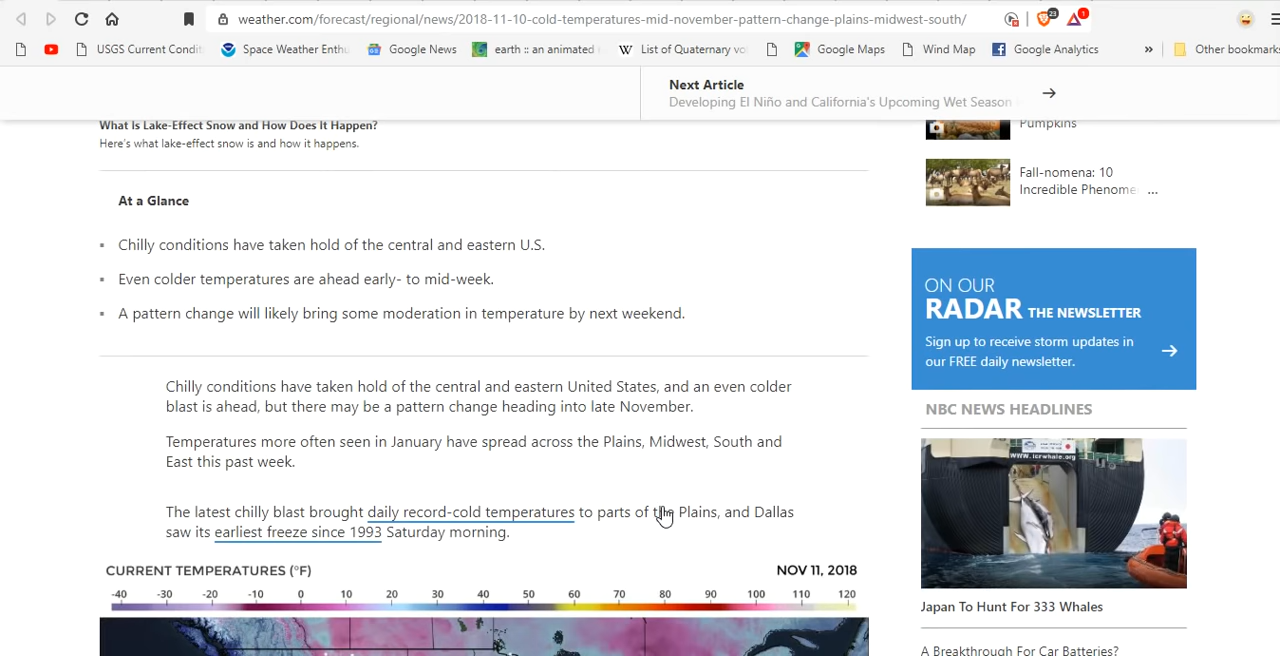 weather.com/forecast/regional/news/2018-11-10-cold-temperatures-mid-november-pattern-change-plains-midwest-south/
23
1
USGS Current Condit
Space Weather Enthu
Google News
earth :: an animated
W List of Quaternary vo
Google Maps
Wind Map
Google Analytics
»
Other bookmarks
Next Article
Developing El Niño and California's Upcoming Wet Season
What Is Lake-Effect Snow and How Does It Happen?
Here's what lake-effect snow is and how it happens.
Pumpkins
Fall-nomena: 10
Incredible Phenome ...
At a Glance
Chilly conditions have taken hold of the central and eastern U.S.
Even colder temperatures are ahead early- to mid-week.
A pattern change will likely bring some moderation in temperature by next weekend.
ON OUR
RADAR THE NEWSLETTER
Sign up to receive storm updates in
our FREE daily newsletter.
Chilly conditions have taken hold of the central and eastern United States, and an even colder
blast is ahead, but there may be a pattern change heading into late November.
Temperatures more often seen in January have spread across the Plains, Midwest, South and
East this past week.
The latest chilly blast brought daily record-cold temperatures to parts of the Plains, and Dallas
saw its earliest freeze since 1993 Saturday morning.
CURRENT TEMPERATURES (°F)
NOV 11, 2018
-40 -30 -20 -10 0 10 20 30 40 50 60 70 80 90 100 110 120
NBC NEWS HEADLINES
www.icrwhale.org
Japan To Hunt For 333 Whales
A Breakthrough For Car Batteries?